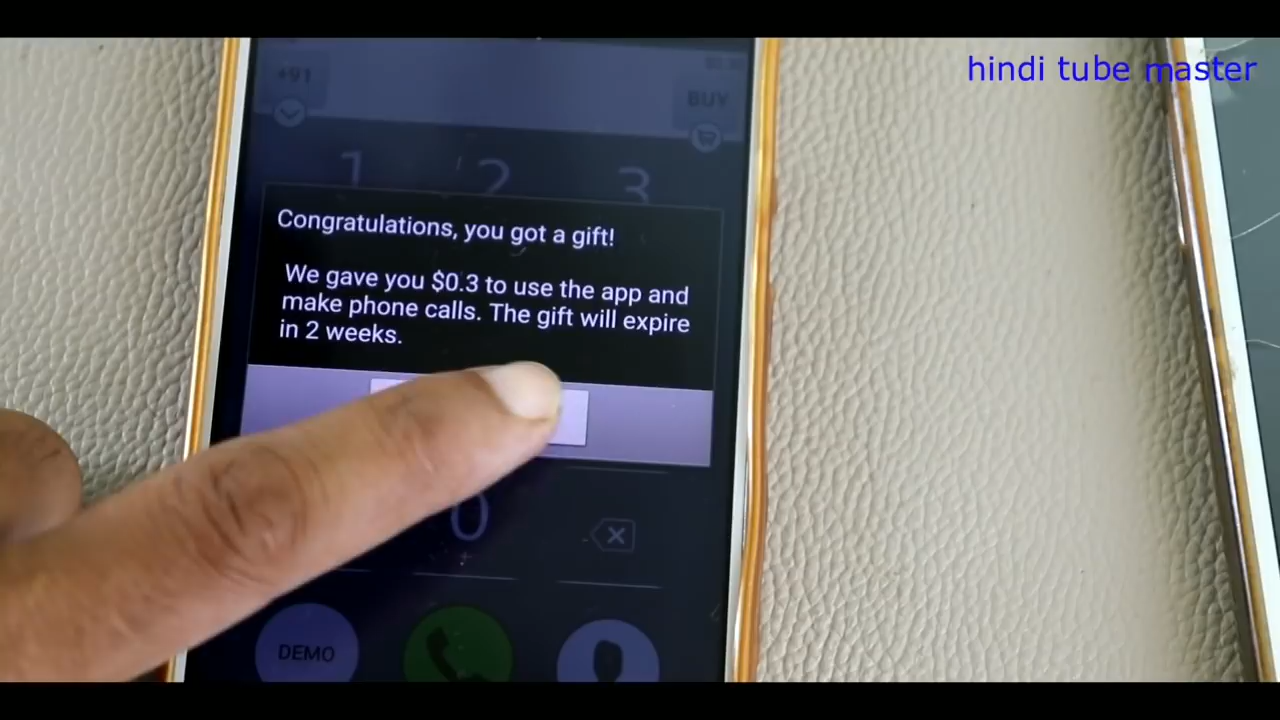 hindi tube master
+91
BUY
1 2 3
Congratulations, you got a gift!
We gave you $0.3 to use the app and
make phone calls. The gift will expire
in 2 weeks.
0
+
DEMO